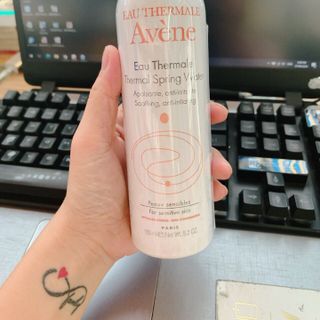 EAU THERMALE
Avène
Eau Thermale
Thermal Spring Water
Apaisante, anti-irritante
Soothing, anti-irritating
Peaux sensibles
For sensitive skin
PARIS